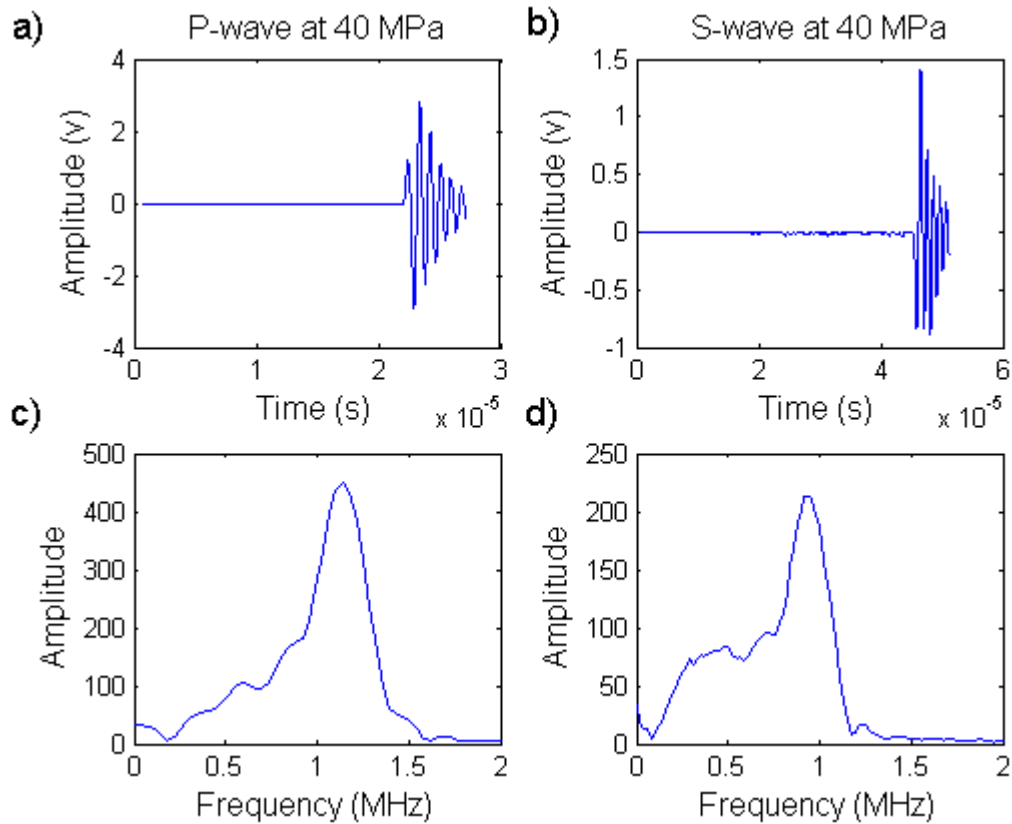 a)
P-wave at 40 MPa
4
2
0
-2
-4
Amplitude (v)
0
1
2
3
Time (s)
x 10-5
b)
S-wave at 40 MPa
1.5
1
0.5
0
-0.5
-1
Amplitude (v)
0
2
4
6
Time (s)
x 10-5
c)
500
400
300
200
100
0
Amplitude
0
0.5
1
1.5
2
Frequency (MHz)
d)
250
200
150
100
50
0
Amplitude
0
0.5
1
1.5
2
Frequency (MHz)